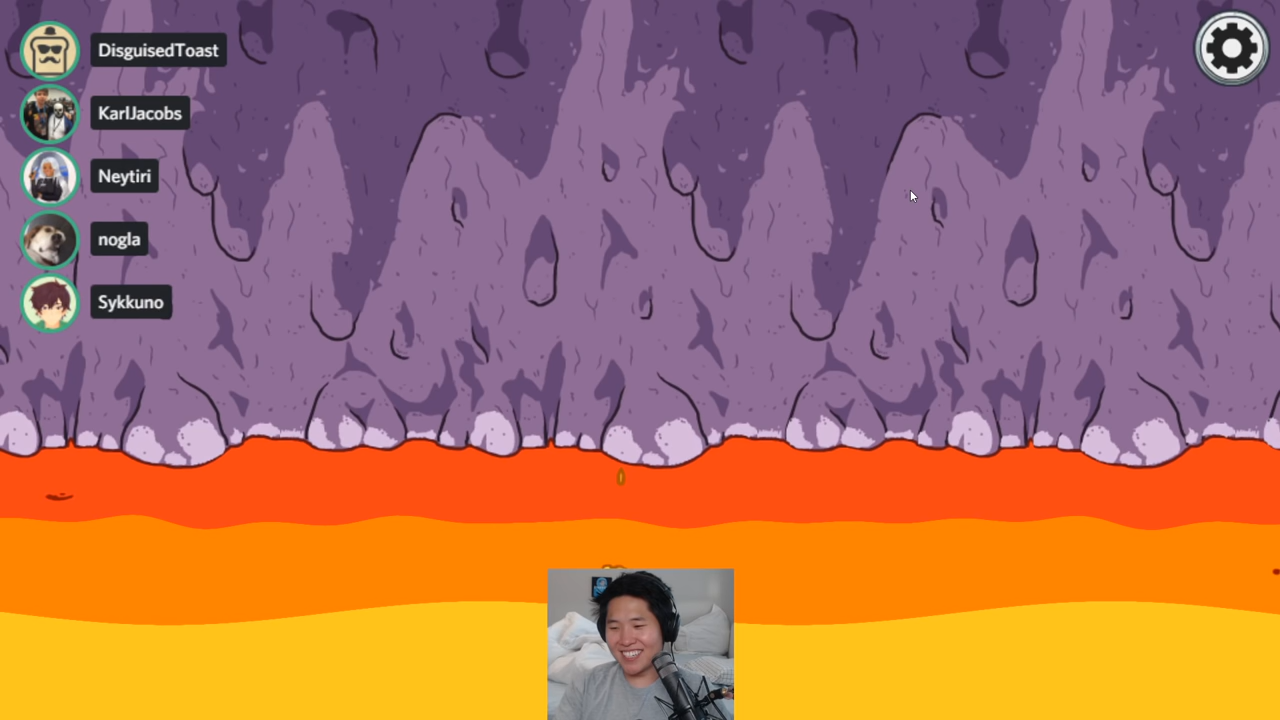 DisguisedToast
KarlJacobs
Neytiri
nogla
Sykkuno